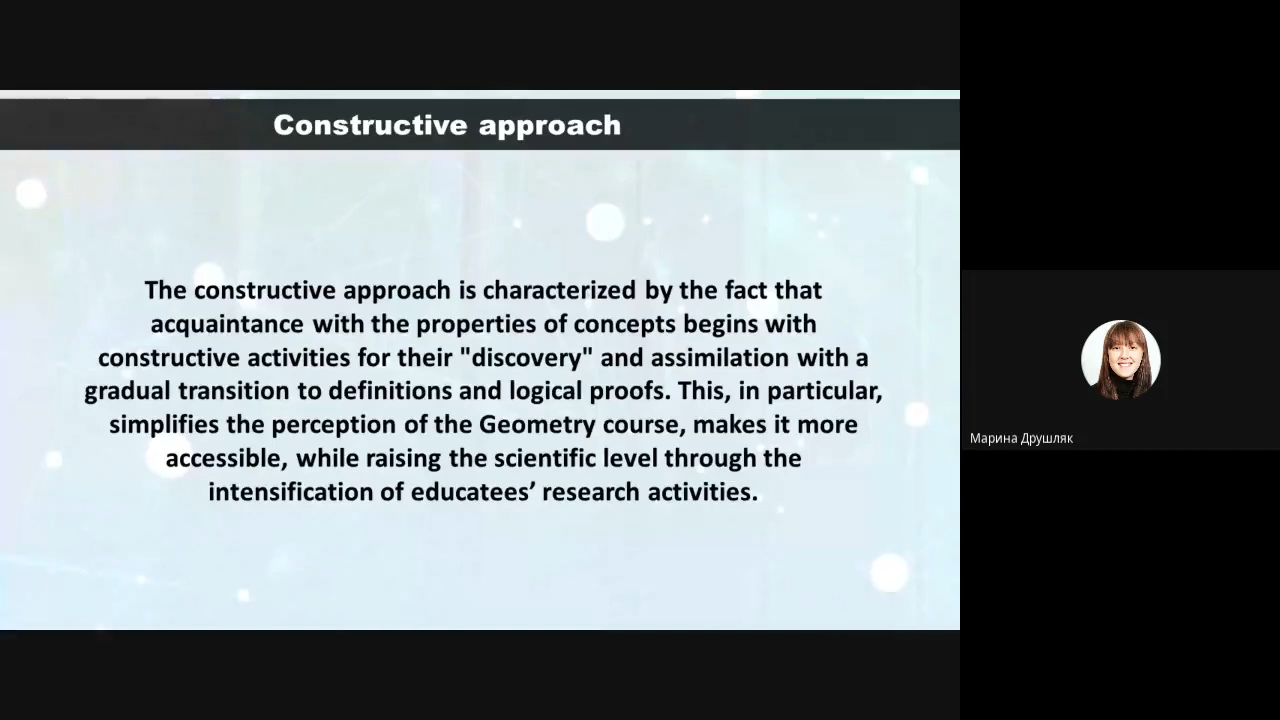 Constructive approach
The constructive approach is characterized by the fact that
acquaintance with the properties of concepts begins with
constructive activities for their "discovery" and assimilation with a
gradual transition to definitions and logical proofs. This, in particular,
simplifies the perception of the Geometry course, makes it more
accessible, while raising the scientific level through the
intensification of educatees’ research activities.
Марина Друшляк